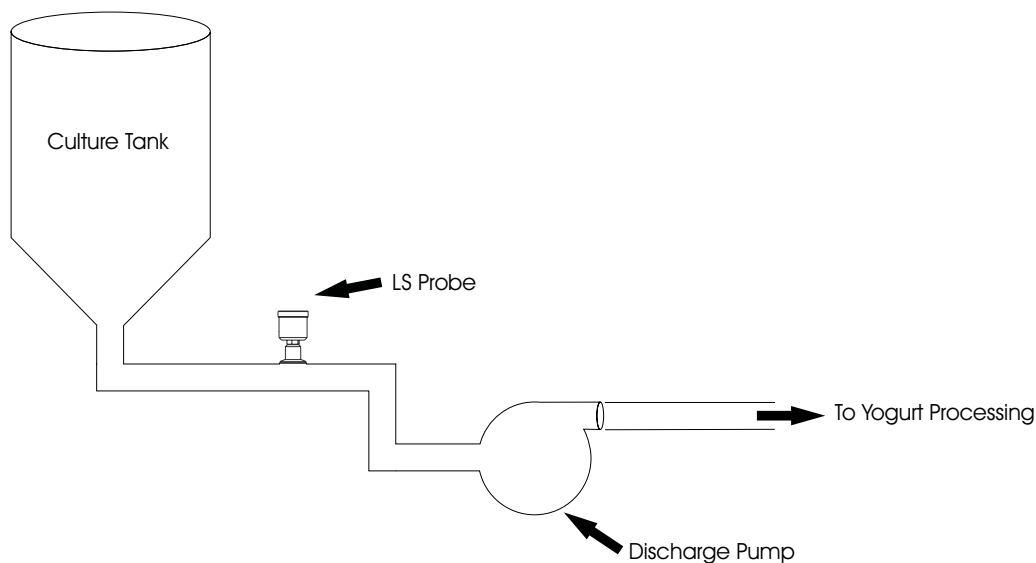 Culture Tank
LS Probe
To Yogurt Processing
Discharge Pump